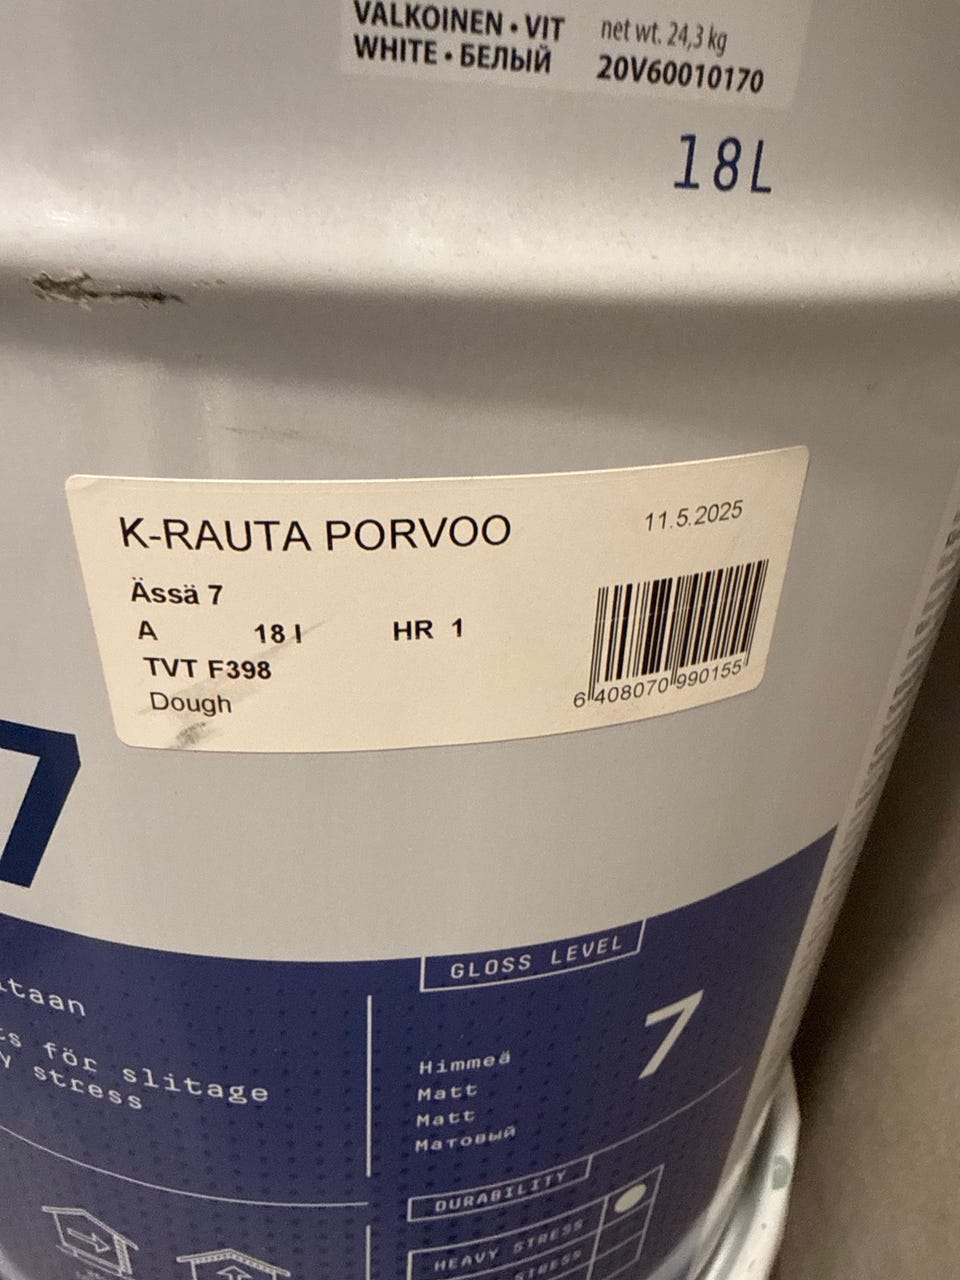 VALKOINEN • VIT net wt. 24,3 kg
WHITE • БЕЛЫЙ 20V60010170
18L
K-RAUTA PORVOO 11.5.2025
Ässä 7
A 18 l HR 1
TVT F398
Dough
6 408070 990155
7
GLOSS LEVEL
7
Himmeä
Matt
Matt
Матовый
för slitage
stress
DURABILITY
HEAVY STRESS
STRESS